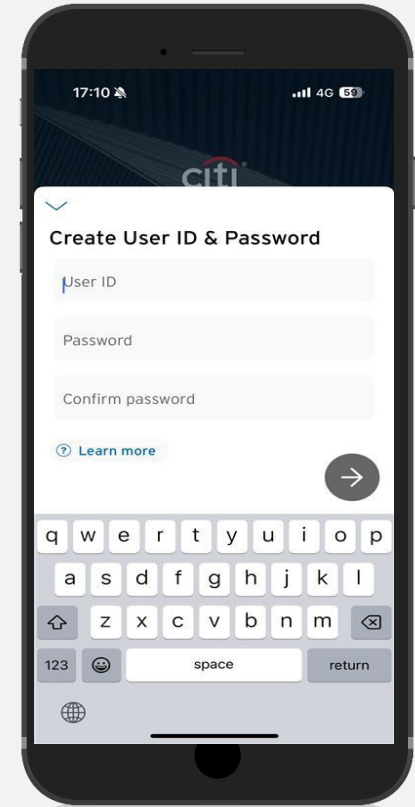 17:10 4G 59
citi
Create User ID & Password
User ID
Password
Confirm password
? Learn more
q w e r t y u i o p
a s d f g h j k l
z x c v b n m
123 space return